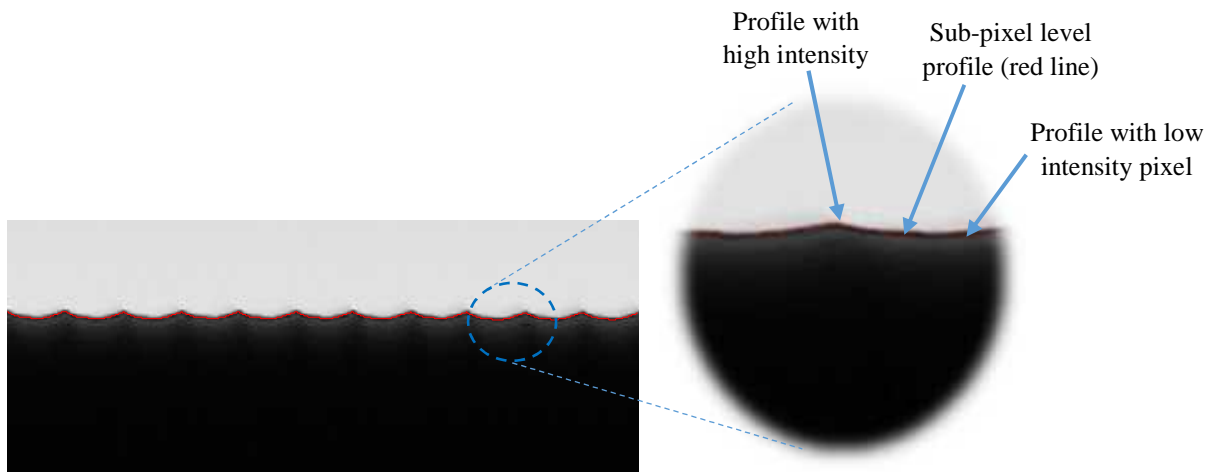 Profile with
high intensity
Sub-pixel level
profile (red line)
Profile with low
intensity pixel